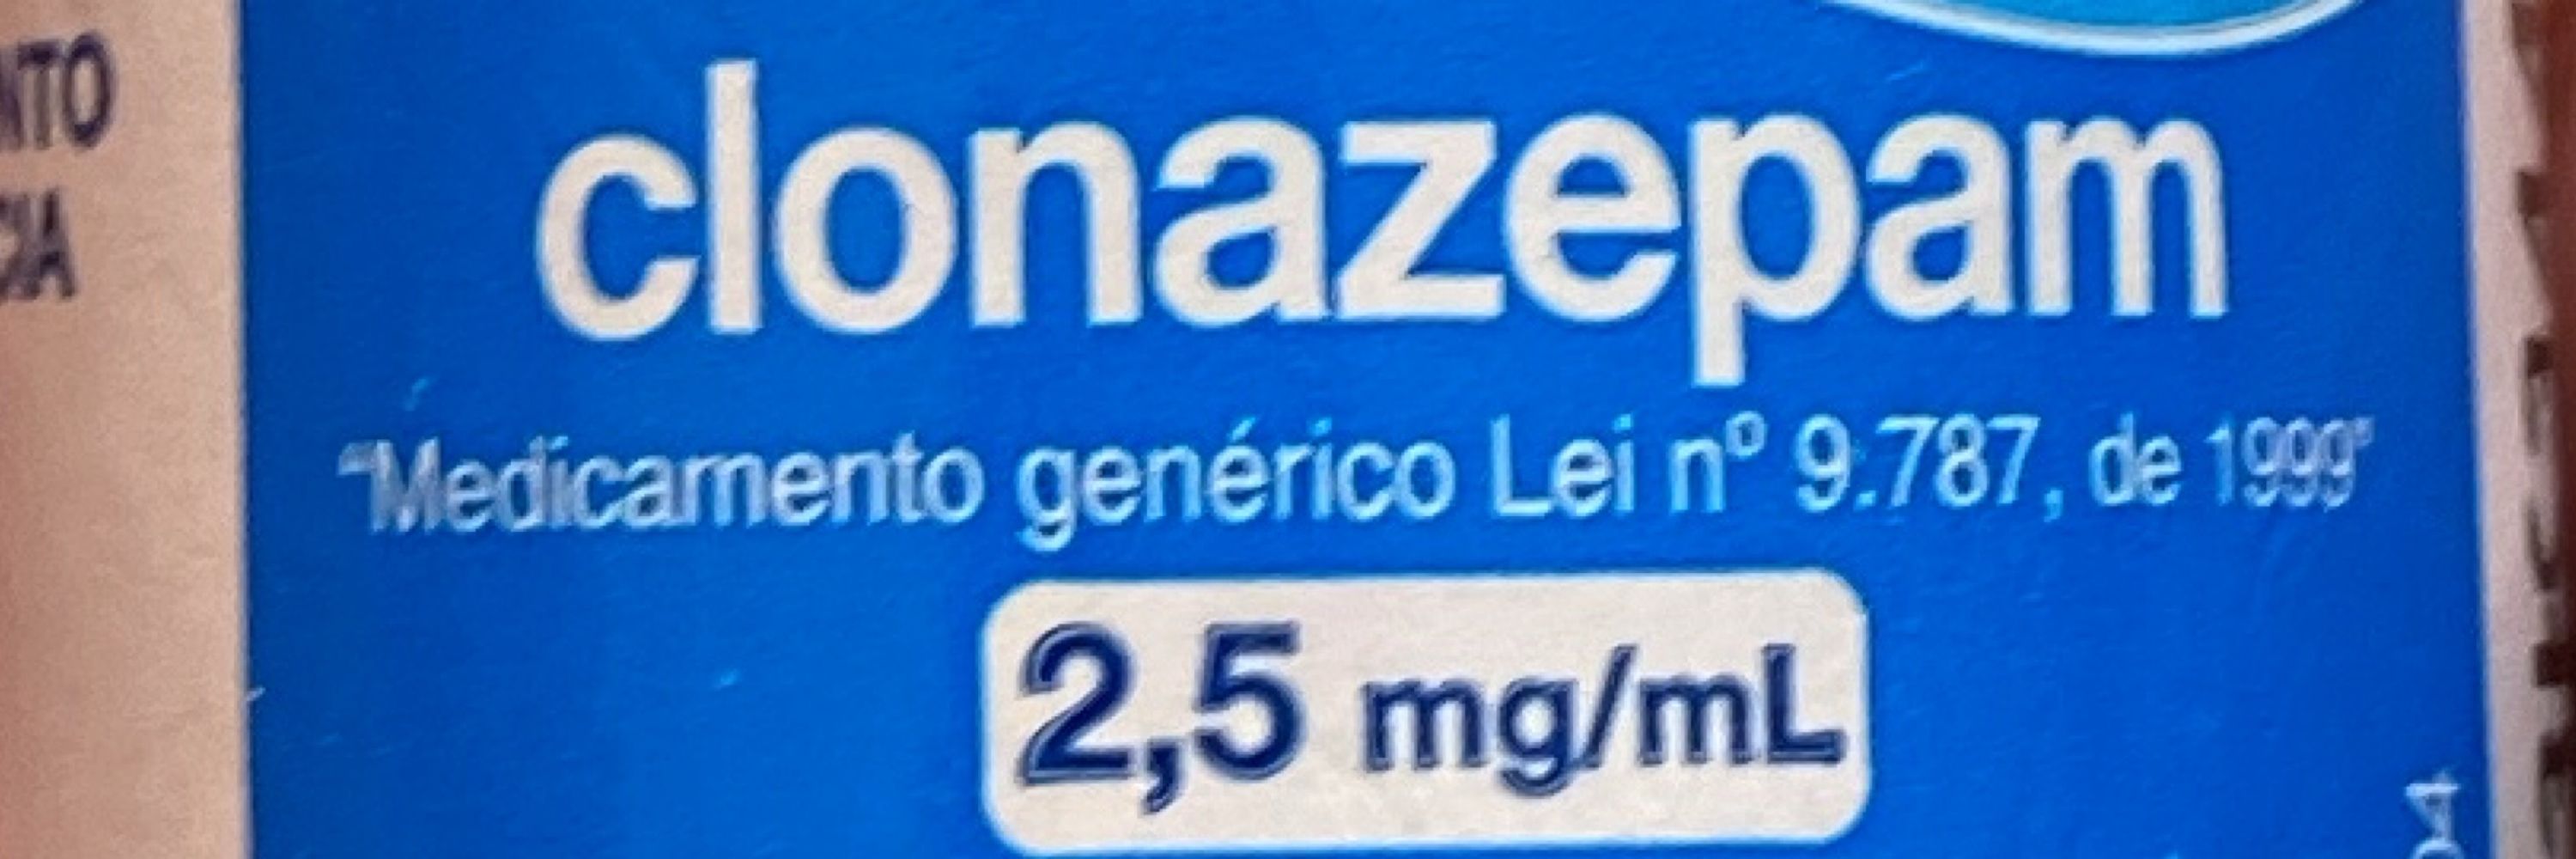 clonazepam
"Medicamento genérico Lei nº 9.787, de 1999"
2,5 mg/mL